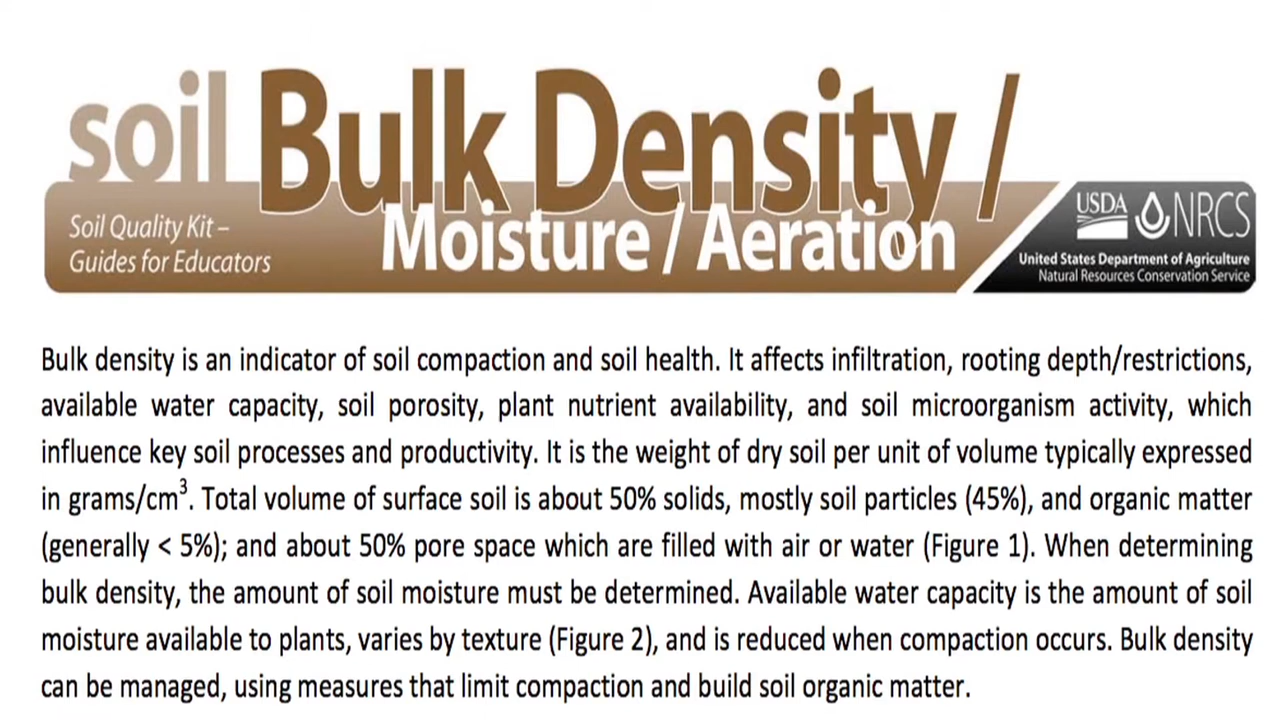 soil Bulk Density /
Moisture / Aeration
Soil Quality Kit –
Guides for Educators
USDA NRCS
United States Department of Agriculture
Natural Resources Conservation Service
Bulk density is an indicator of soil compaction and soil health. It affects infiltration, rooting depth/restrictions,
available water capacity, soil porosity, plant nutrient availability, and soil microorganism activity, which
influence key soil processes and productivity. It is the weight of dry soil per unit of volume typically expressed
in grams/cm³. Total volume of surface soil is about 50% solids, mostly soil particles (45%), and organic matter
(generally < 5%); and about 50% pore space which are filled with air or water (Figure 1). When determining
bulk density, the amount of soil moisture must be determined. Available water capacity is the amount of soil
moisture available to plants, varies by texture (Figure 2), and is reduced when compaction occurs. Bulk density
can be managed, using measures that limit compaction and build soil organic matter.